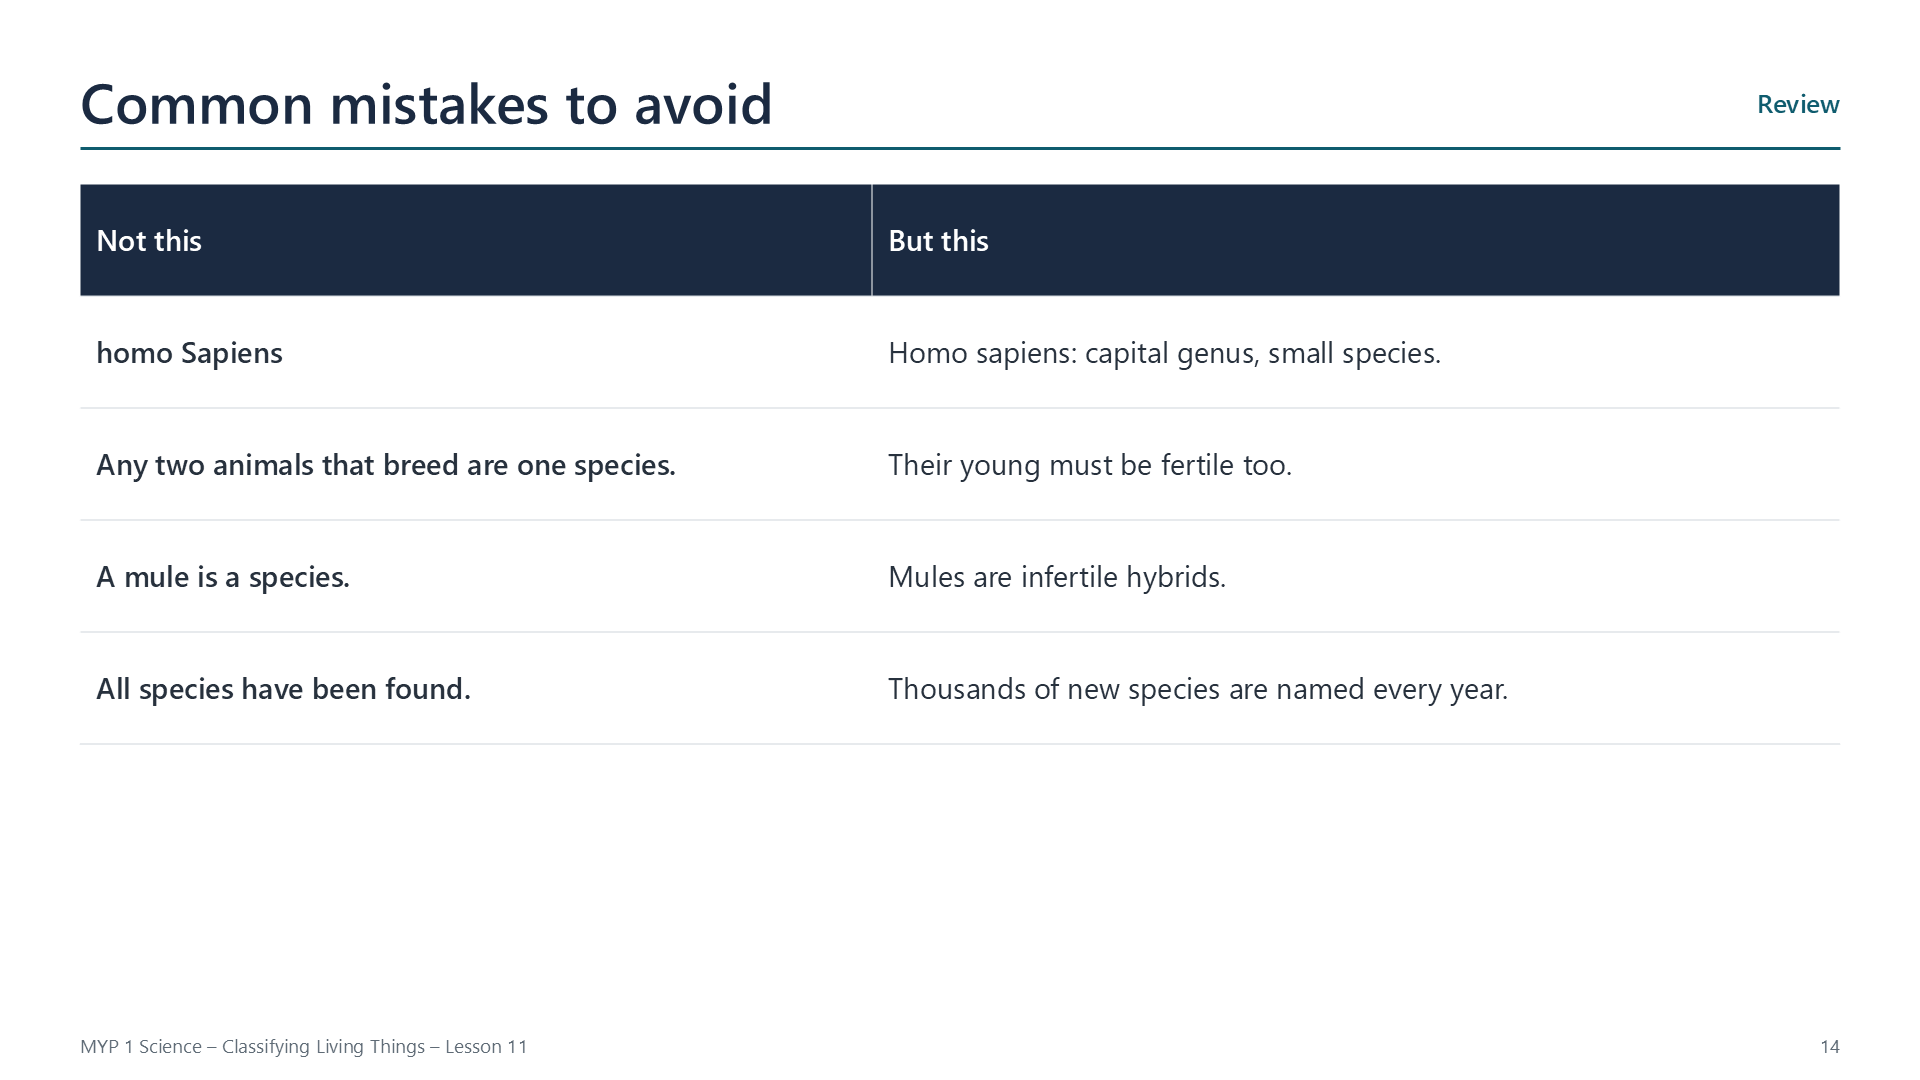 Common mistakes to avoid
Review
Not this
But this
homo Sapiens
Homo sapiens: capital genus, small species.
Any two animals that breed are one species.
Their young must be fertile too.
A mule is a species.
Mules are infertile hybrids.
All species have been found.
Thousands of new species are named every year.
MYP 1 Science – Classifying Living Things – Lesson 11
14